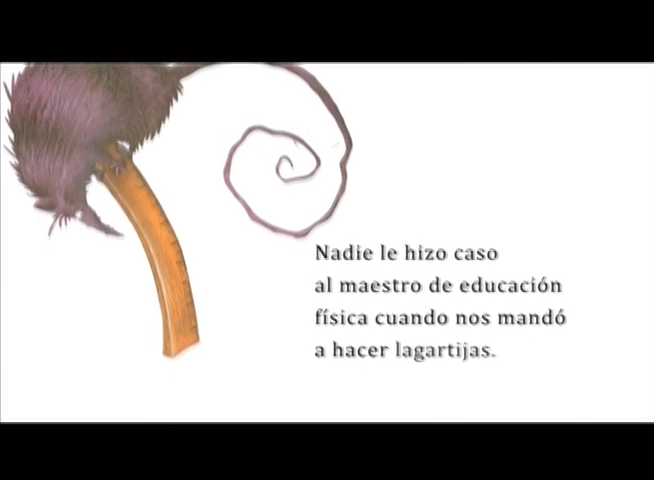 Nadie le hizo caso
al maestro de educación
física cuando nos mandó
a hacer lagartijas.